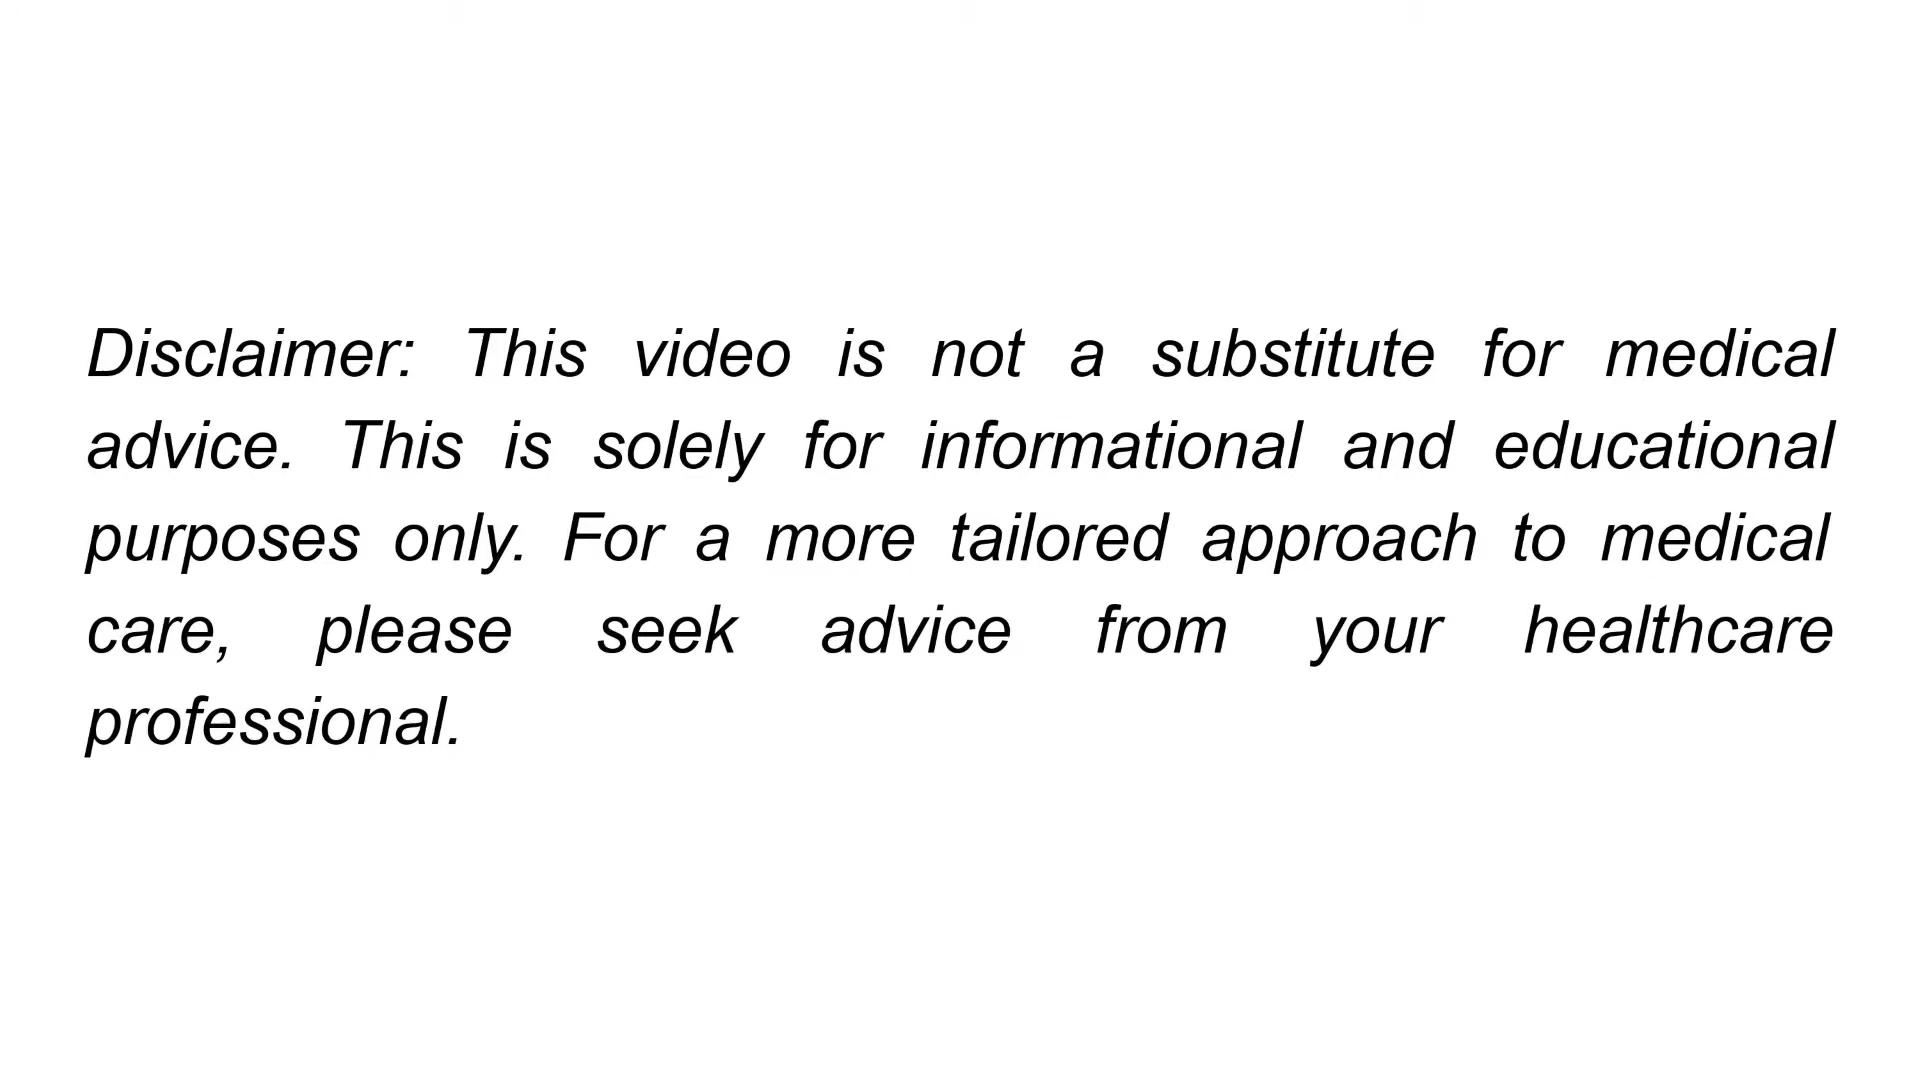 Disclaimer: This video is not a substitute for medical
advice. This is solely for informational and educational
purposes only. For a more tailored approach to medical
care, please seek advice from your healthcare
professional.